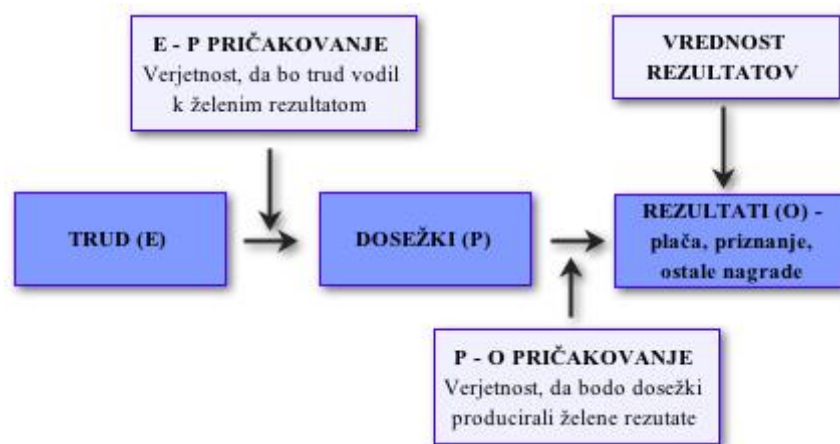 E - P PRIČAKOVANJE
Verjetnost, da bo trud vodil
k želenim rezultatom
VREDNOST
REZULTATOV
TRUD (E)
DOSEŽKI (P)
REZULTATI (O) -
plača, priznanje,
ostale nagrade
P - O PRIČAKOVANJE
Verjetnost, da bodo dosežki
producirali želene rezutate